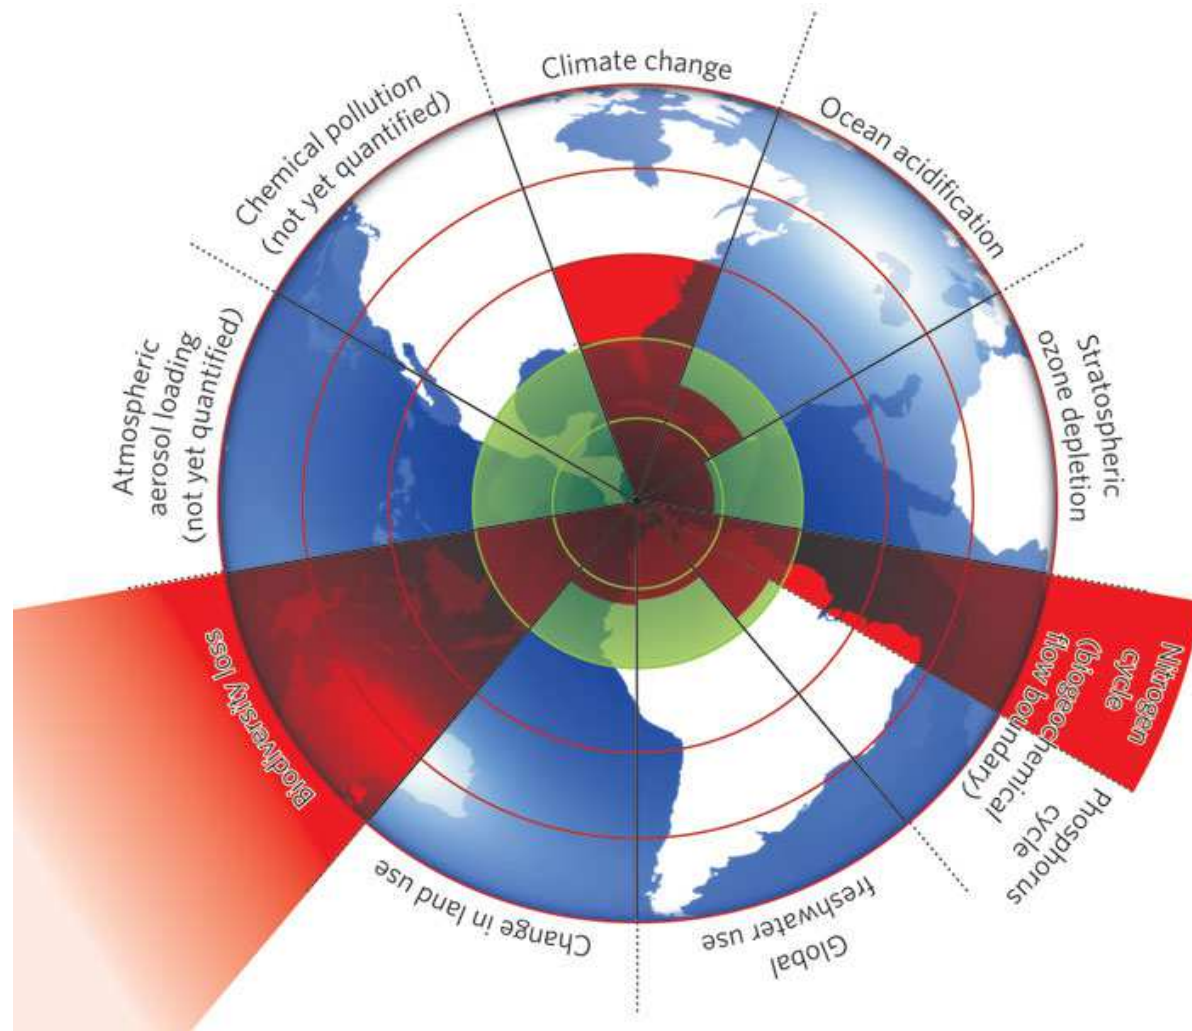 Climate change
Ocean acidification
Stratospheric
ozone depletion
Nitrogen
cycle
(biogeochemical
flow boundary)
Phosphorus
cycle
Global
freshwater use
Change in land use
Biodiversity loss
Atmospheric
aerosol loading
(not yet quantified)
Chemical pollution
(not yet quantified)